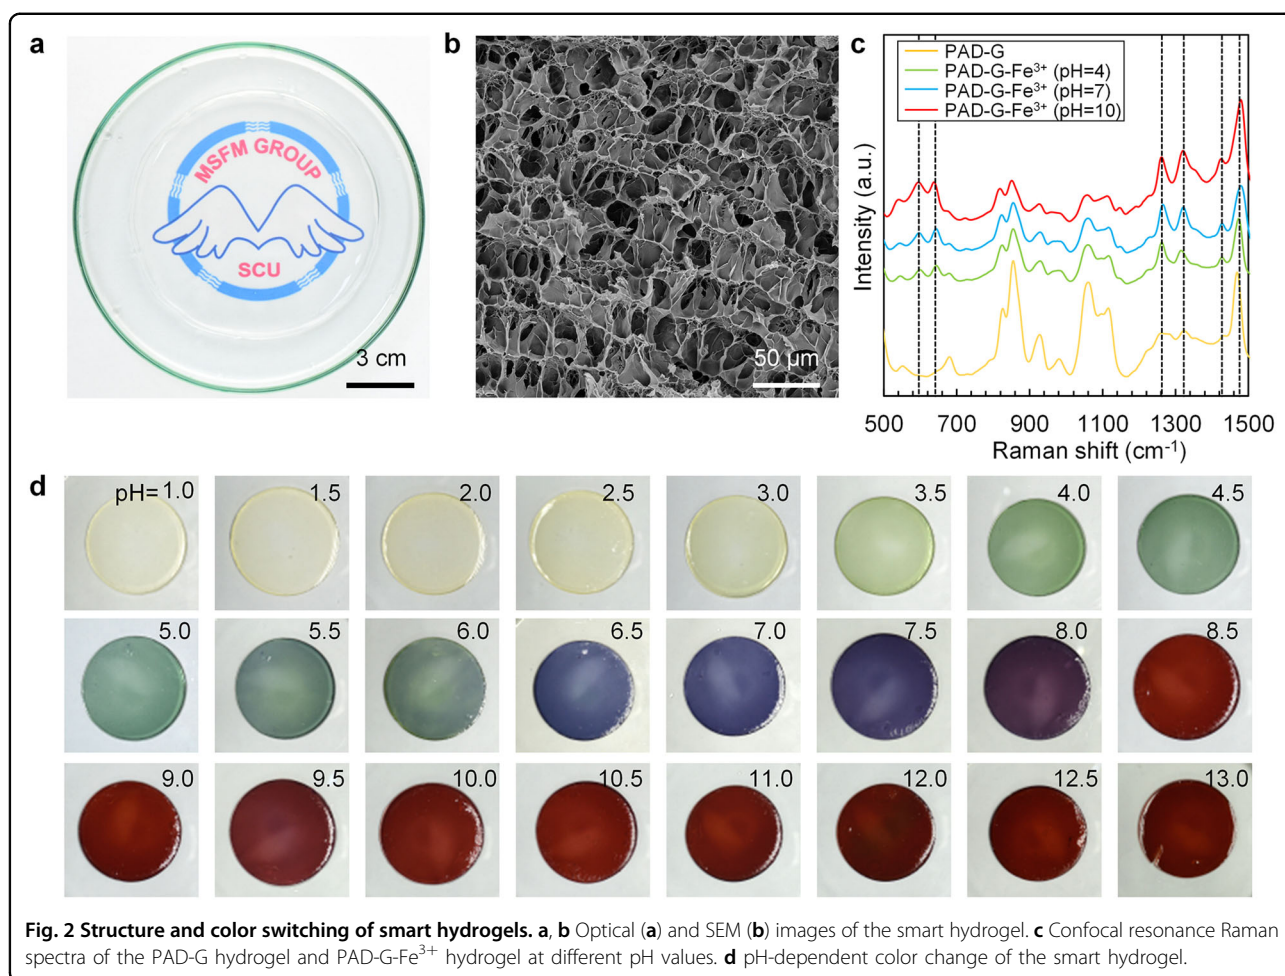 a
MSFM GROUP
SCU
3 cm
b
50 µm
c
PAD-G
PAD-G-Fe³⁺ (pH=4)
PAD-G-Fe³⁺ (pH=7)
PAD-G-Fe³⁺ (pH=10)
Intensity (a.u.)
500 700 900 1100 1300 1500
Raman shift (cm⁻¹)
d
pH= 1.0 1.5 2.0 2.5 3.0 3.5 4.0 4.5
5.0 5.5 6.0 6.5 7.0 7.5 8.0 8.5
9.0 9.5 10.0 10.5 11.0 12.0 12.5 13.0
Fig. 2 Structure and color switching of smart hydrogels. a, b Optical (a) and SEM (b) images of the smart hydrogel. c Confocal resonance Raman
spectra of the PAD-G hydrogel and PAD-G-Fe³⁺ hydrogel at different pH values. d pH-dependent color change of the smart hydrogel.